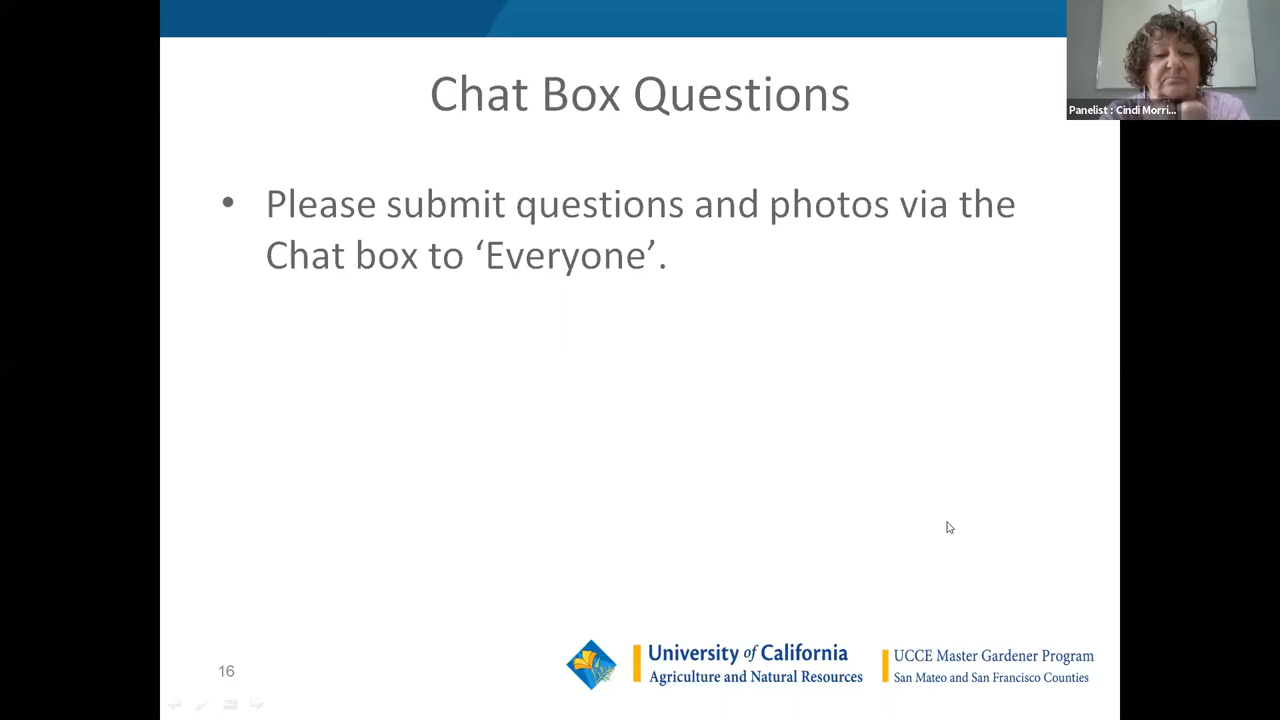 Chat Box Questions
Panelist : Cindi Morri...
• Please submit questions and photos via the
Chat box to ‘Everyone’.
16
University of California
Agriculture and Natural Resources
UCCE Master Gardener Program
San Mateo and San Francisco Counties